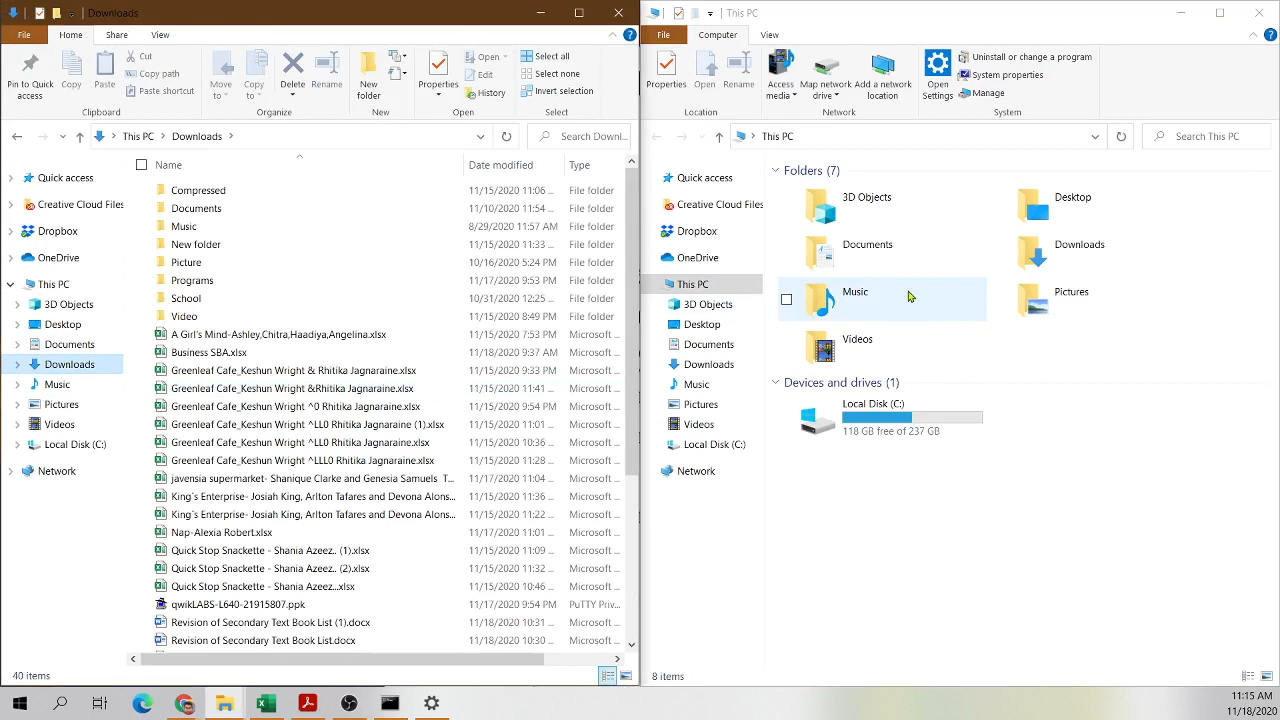 Downloads
File Home Share View
Pin to Quick access
Copy
Paste
Cut
Copy path
Paste shortcut
Clipboard
Move to
Copy to
Delete
Rename
Organize
New folder
New
Properties
Open
Edit
History
Open
Select all
Select none
Invert selection
Select
This PC > Downloads >
Search Downl...
Quick access
Creative Cloud Files
Dropbox
OneDrive
This PC
3D Objects
Desktop
Documents
Downloads
Music
Pictures
Videos
Local Disk (C:)
Network
Name Date modified Type
Compressed 11/15/2020 11:06 ... File folder
Documents 11/10/2020 11:54 ... File folder
Music 8/29/2020 11:57 AM File folder
New folder 11/15/2020 11:33 ... File folder
Picture 10/16/2020 5:24 PM File folder
Programs 11/17/2020 9:53 PM File folder
School 10/31/2020 12:25 ... File folder
Video 11/15/2020 8:49 PM File folder
A Girl's Mind-Ashley,Chitra,Haadiya,Angelina.xlsx 11/15/2020 7:53 PM Microsoft ...
Business SBA.xlsx 11/18/2020 9:37 AM Microsoft ...
Greenleaf Cafe_Keshun Wright & Rhitika Jagnaraine.xlsx 11/15/2020 9:33 PM Microsoft ...
Greenleaf Cafe_Keshun Wright &Rhitika Jagnaraine.xlsx 11/15/2020 11:41 ... Microsoft ...
Greenleaf Cafe_Keshun Wright ^0 Rhitika Jagnaraine.xlsx 11/15/2020 9:54 PM Microsoft ...
Greenleaf Cafe_Keshun Wright ^LL0 Rhitika Jagnaraine (1).xlsx 11/15/2020 11:01 ... Microsoft ...
Greenleaf Cafe_Keshun Wright ^LL0 Rhitika Jagnaraine.xlsx 11/15/2020 10:36 ... Microsoft ...
Greenleaf Cafe_Keshun Wright ^LLL0 Rhitika Jagnaraine.xlsx 11/15/2020 11:28 ... Microsoft ...
javensia supermarket- Shanique Clarke and Genesia Samuels T... 11/17/2020 11:04 ... Microsoft ...
King`s Enterprise- Josiah King, Arlton Tafares and Devona Alons... 11/15/2020 11:36 ... Microsoft ...
King`s Enterprise- Josiah King, Arlton Tafares and Devona Alons... 11/15/2020 11:22 ... Microsoft ...
Nap-Alexia Robert.xlsx 11/17/2020 11:01 ... Microsoft ...
Quick Stop Snackette - Shania Azeez.. (1).xlsx 11/15/2020 11:09 ... Microsoft ...
Quick Stop Snackette - Shania Azeez.. (2).xlsx 11/15/2020 11:32 ... Microsoft ...
Quick Stop Snackette - Shania Azeez...xlsx 11/15/2020 10:46 ... Microsoft ...
qwikLABS-L640-21915807.ppk 11/17/2020 9:54 PM PuTTY Priv...
Revision of Secondary Text Book List (1).docx 11/18/2020 10:31 ... Microsoft ...
Revision of Secondary Text Book List.docx 11/18/2020 10:30 ... Microsoft ...
40 items
This PC
File Computer View
Properties
Open
Rename
Location
Access media
Map network drive
Add a network location
Network
Open Settings
Uninstall or change a program
System properties
Manage
System
This PC
Search This PC
Quick access
Creative Cloud Files
Dropbox
OneDrive
This PC
3D Objects
Desktop
Documents
Downloads
Music
Pictures
Videos
Local Disk (C:)
Network
Folders (7)
3D Objects
Desktop
Documents
Downloads
Music
Pictures
Videos
Devices and drives (1)
Local Disk (C:)
118 GB free of 237 GB
8 items
11:15 AM
11/18/2020